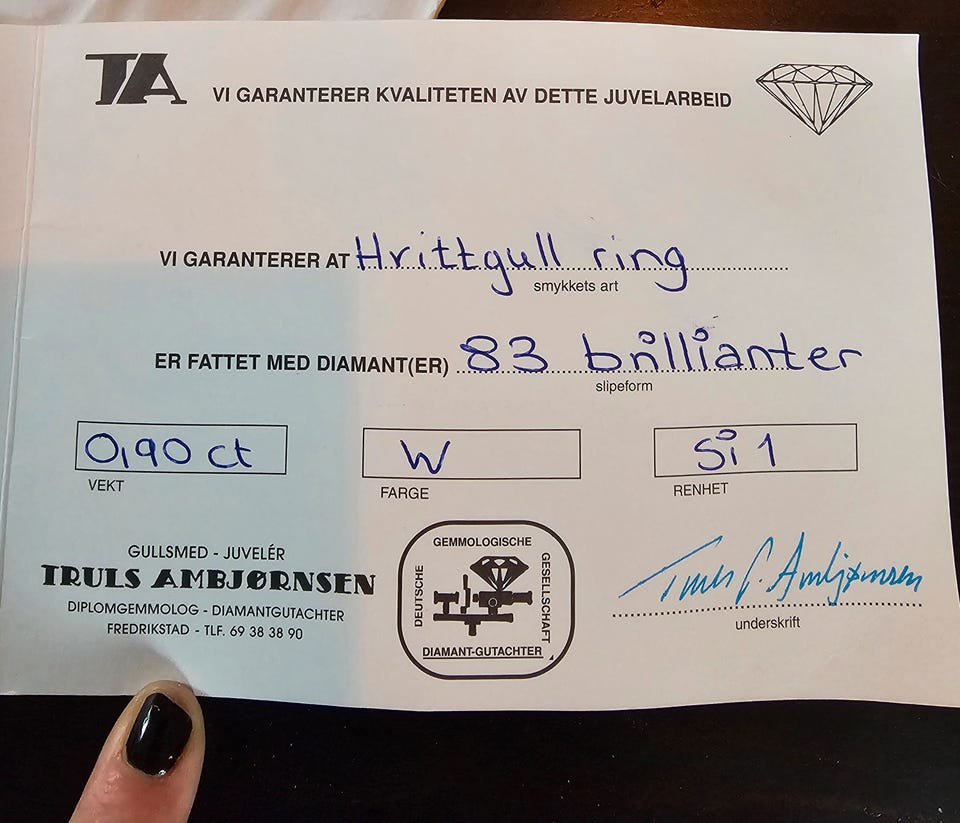 TA
VI GARANTERER KVALITETEN AV DETTE JUVELARBEID
VI GARANTERER AT Hvittgull ring
smykkets art
ER FATTET MED DIAMANT(ER) 83 brillianter
slipeform
0,90 ct
VEKT
W
FARGE
Si 1
RENHET
GULLSMED - JUVELÉR
TRULS AMBJØRNSEN
DIPLOMGEMMOLOG - DIAMANTGUTACHTER
FREDRIKSTAD - TLF. 69 38 38 90
DEUTSCHE
GEMMOLOGISCHE
GESELLSCHAFT
DIAMANT-GUTACHTER
Truls P. Ambjørnsen
underskrift